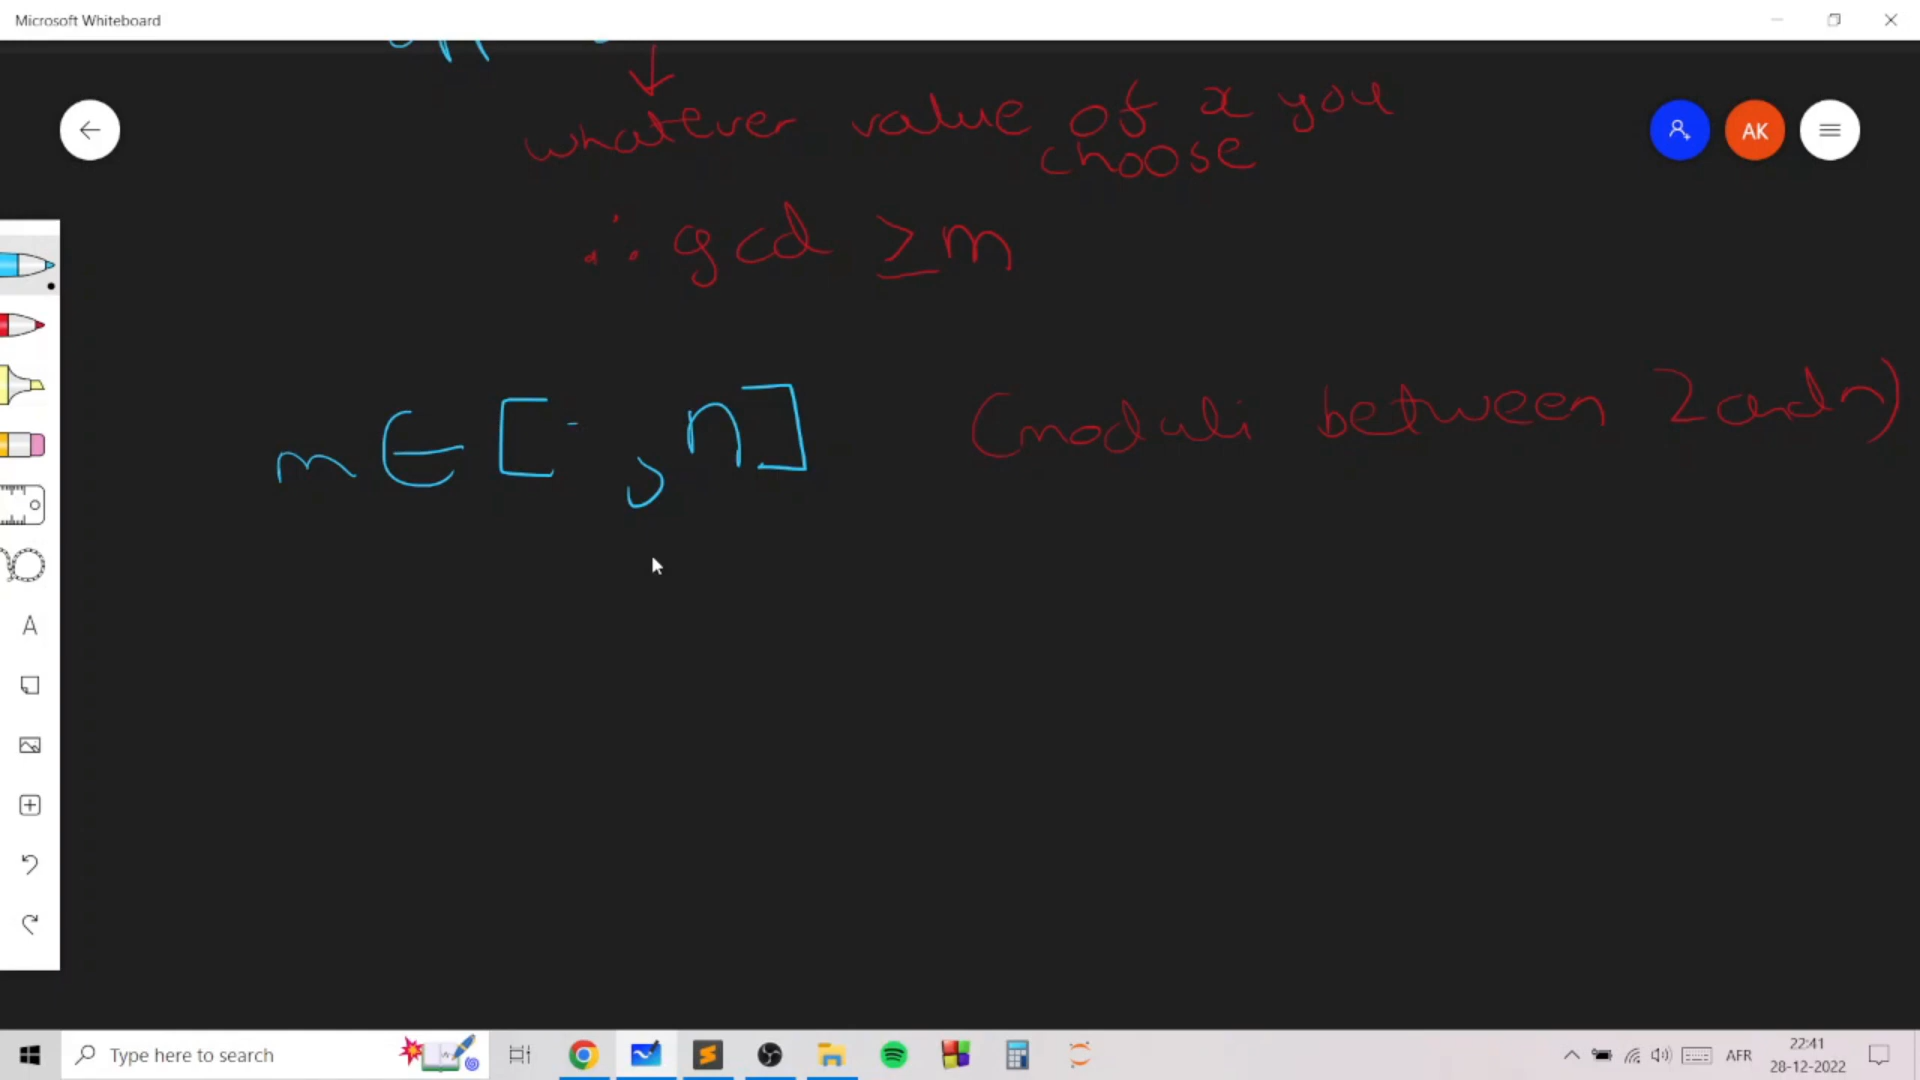 Microsoft Whiteboard
whatever value of x you
choose
∴ gcd ≥ m
AK
m ∈ [ , n] (moduli between 2 and n)
A
Type here to search
AFR
22:41
28-12-2022